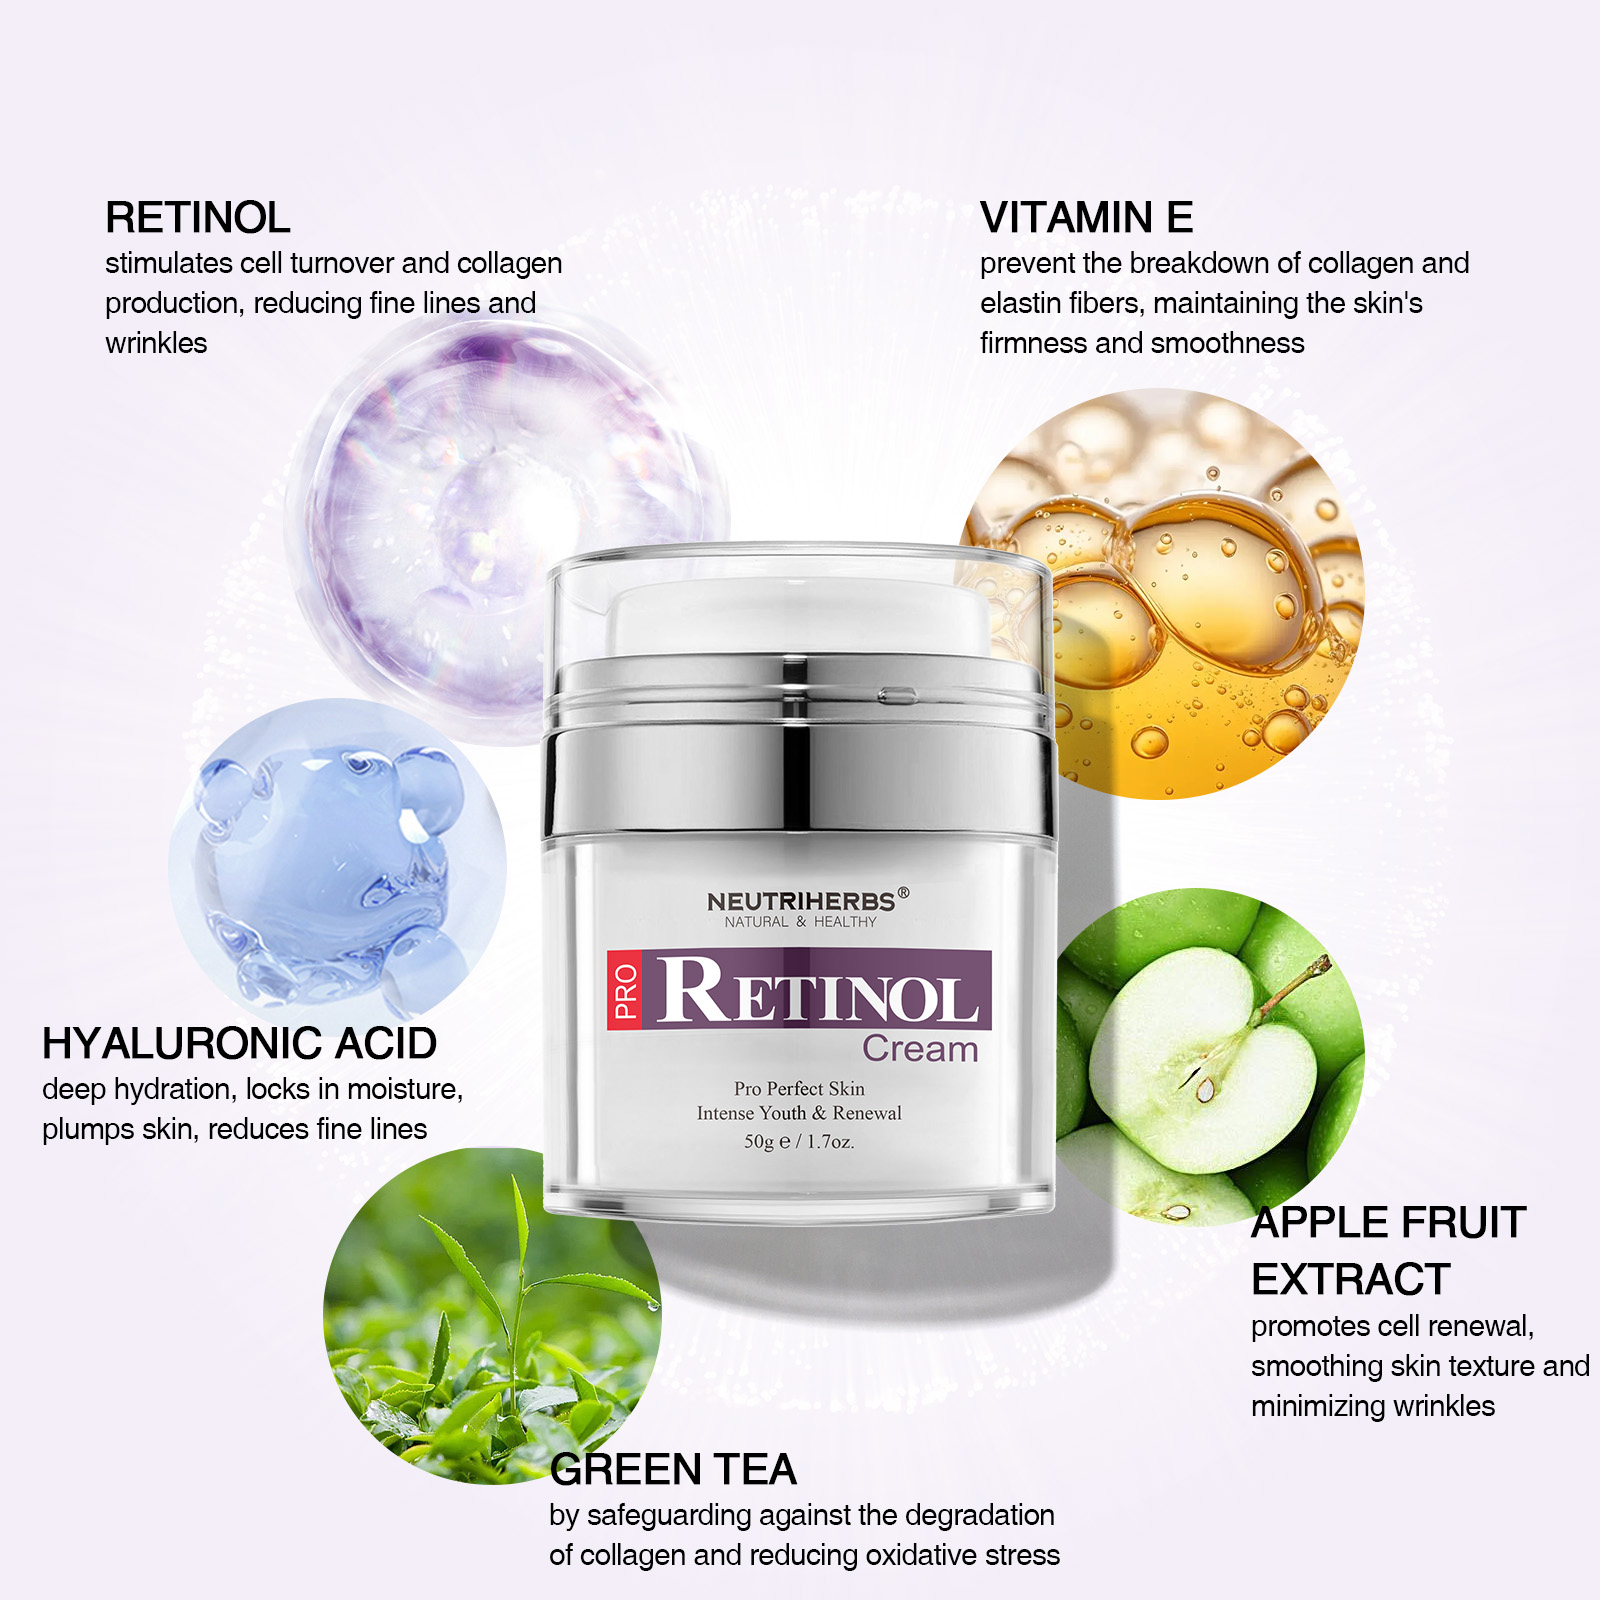 RETINOL
stimulates cell turnover and collagen
production, reducing fine lines and
wrinkles
VITAMIN E
prevent the breakdown of collagen and
elastin fibers, maintaining the skin's
firmness and smoothness
NEUTRIHERBS®
NATURAL & HEALTHY
PRO RETINOL
Cream
Pro Perfect Skin
Intense Youth & Renewal
50g ℮ / 1.7oz.
HYALURONIC ACID
deep hydration, locks in moisture,
plumps skin, reduces fine lines
APPLE FRUIT
EXTRACT
promotes cell renewal,
smoothing skin texture and
minimizing wrinkles
GREEN TEA
by safeguarding against the degradation
of collagen and reducing oxidative stress